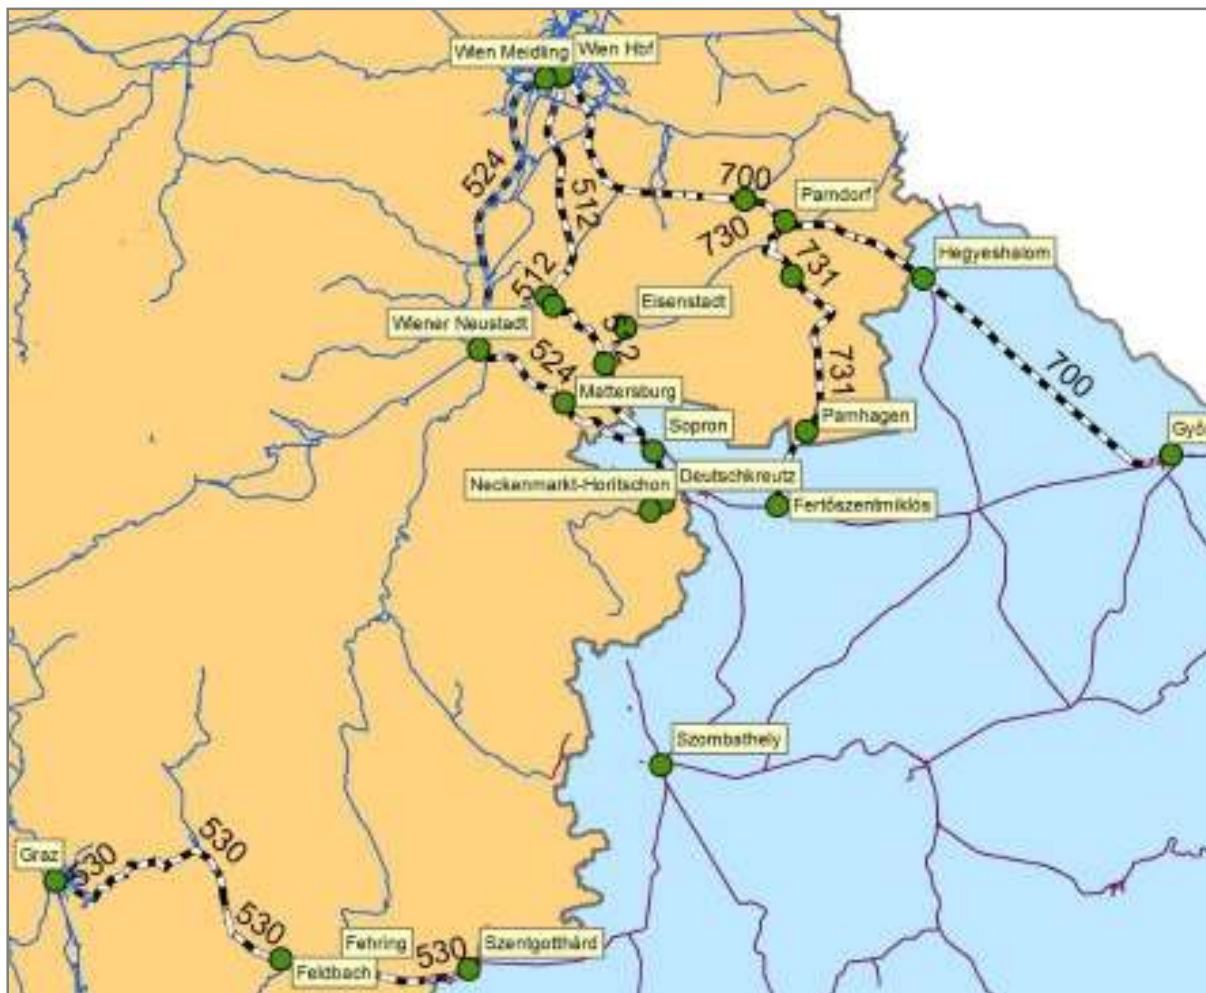 Wien Meidling
Wien Hbf
524
512
700
Parndorf
730
731
Hegyeshalom
512
Eisenstadt
Wiener Neustadt
524
731
700
Mattersburg
Sopron
Parnhagen
Deutschkreutz
Neckenmarkt-Horitschon
Fertőszentmiklós
Szombathely
Graz
530
530
530
Fehring
530
Szentgotthárd
Feldbach